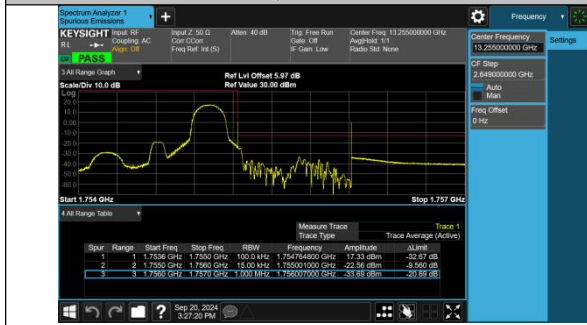 Spectrum Analyzer 1
Spurious Emissions
+
Frequency
KEYSIGHT Input: RF Input Z: 50 Ω Atten: 40 dB Trig: Free Run Center Freq: 13.255000000 GHz
RL Coupling: AC Corr CCorr Gate: Off Avg|Hold: 1/1
Align: Off Freq Ref: Int (S) IF Gain: Low Radio Std: None
PASS
Center Frequency
13.255000000 GHz
Settings
CF Step
2.649000000 GHz
Auto
Man
Freq Offset
0 Hz
3 All Range Graph
Ref Lvl Offset 5.97 dB
Scale/Div 10.0 dB Ref Value 30.00 dBm
Log
20.0
10.0
0.00
-10.0
-20.0
-30.0
-40.0
-50.0
-60.0
Start 1.754 GHz Stop 1.757 GHz
4 All Range Table
Measure Trace Trace 1
Trace Type Trace Average (Active)
Spur Range Start Freq Stop Freq RBW Frequency Amplitude ΔLimit
1 1 1.7536 GHz 1.7550 GHz 100.0 kHz 1.754764800 GHz 17.33 dBm -32.67 dB
2 2 1.7550 GHz 1.7560 GHz 15.00 kHz 1.755001000 GHz -22.56 dBm -9.560 dB
3 3 1.7560 GHz 1.7570 GHz 1.000 MHz 1.756007000 GHz -33.69 dBm -20.69 dB
?
Sep 20, 2024
3:27:20 PM